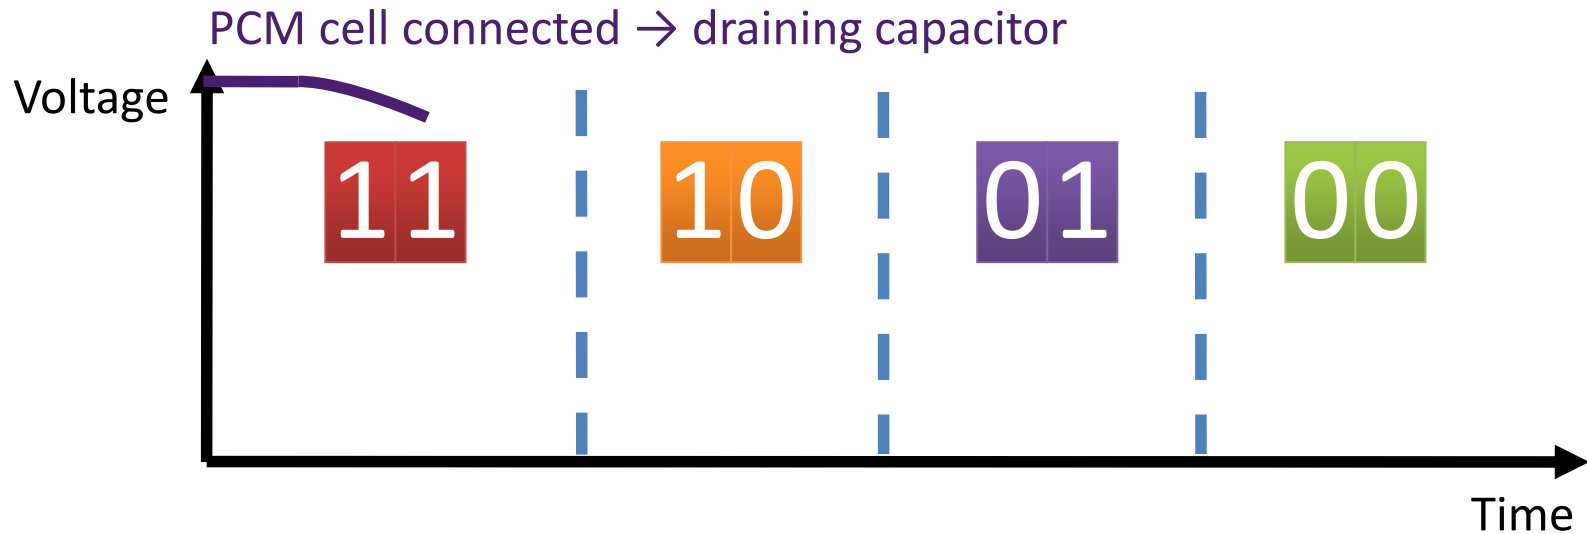 PCM cell connected → draining capacitor
Voltage
11 10 01 00
Time